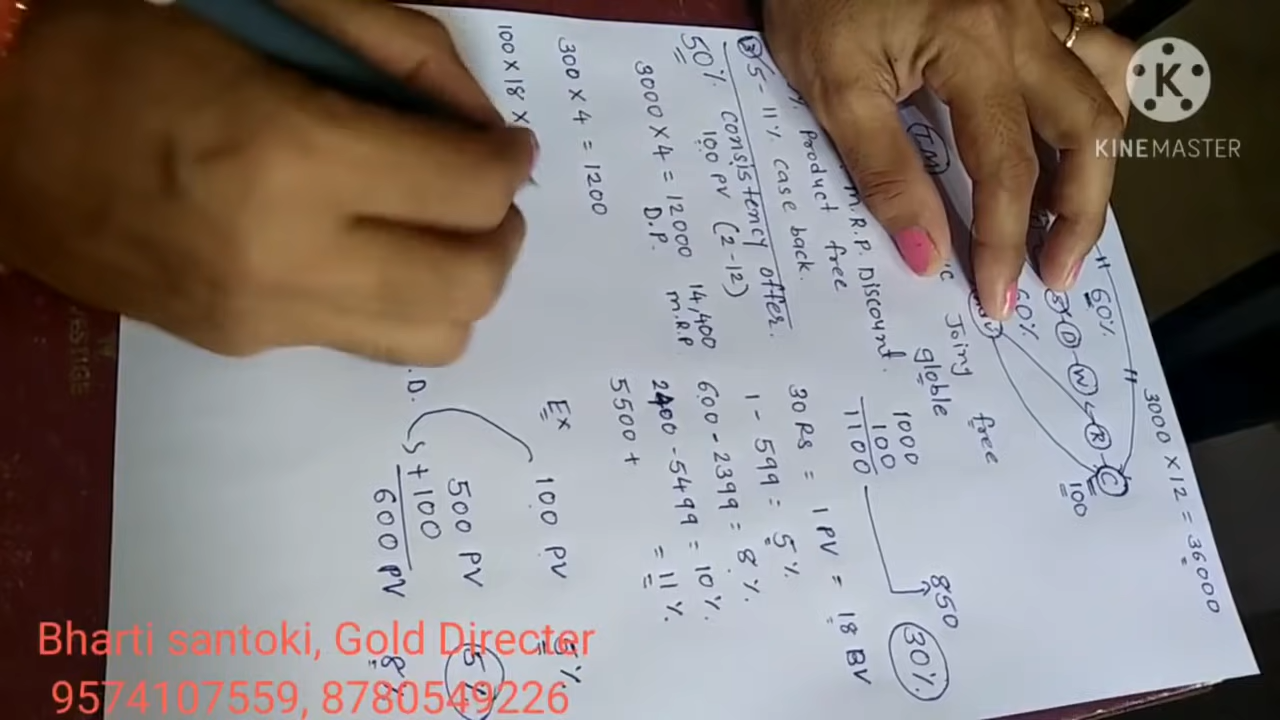 3000 × 12 = 36000
H
H
60%
D
W
R
C
100
60%
I.M
Joing free
globle
M.R.P. Discount.
1000
100
1100
850
30%
Product free
5 - 11% case back.
30 Rs = 1 PV = 18 BV
50% consistency offer.
1 - 599 = 5%
100 PV (2 - 12)
600 - 2399 = 8%.
3000 × 4 = 12000 14,400
D.P. m.R.P
2400 - 5499 = 10%.
5500 + = 11%.
300 × 4 = 1200
100 × 18 ×
Ex 100 PV 5%
500 PV
+ 100
600 PV 8%
.D.
PRESTIGE
K
KINEMASTER
Bharti santoki, Gold Directer
9574107559, 8780549226